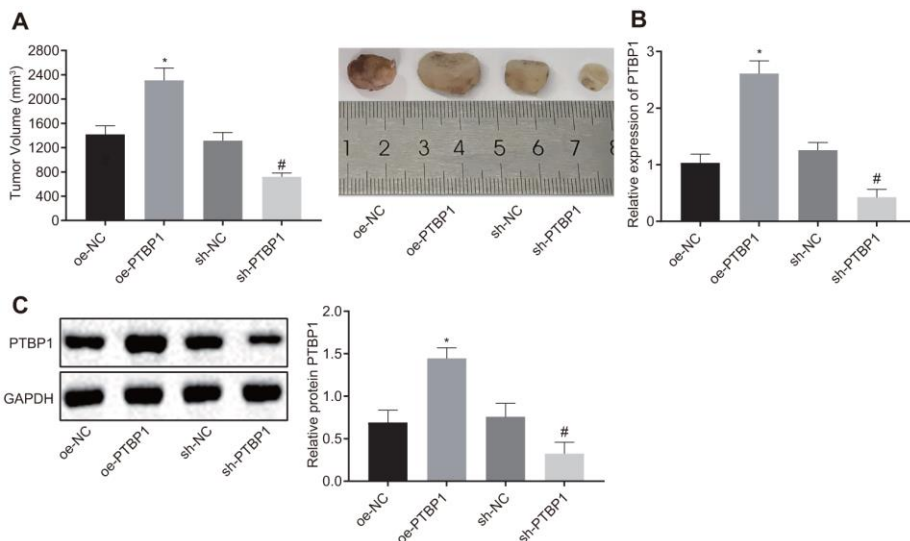 A
Tumor Volume (mm³)
2800
2400
2000
1600
1200
800
400
0
*
#
oe-NC
oe-PTBP1
sh-NC
sh-PTBP1
1 2 3 4 5 6 7 8
oe-NC
oe-PTBP1
sh-NC
sh-PTBP1
B
Relative expression of PTBP1
3
2
1
0
*
#
oe-NC
oe-PTBP1
sh-NC
sh-PTBP1
C
PTBP1
GAPDH
oe-NC
oe-PTBP1
sh-NC
sh-PTBP1
Relative protein PTBP1
2.0
1.5
1.0
0.5
0.0
*
#
oe-NC
oe-PTBP1
sh-NC
sh-PTBP1